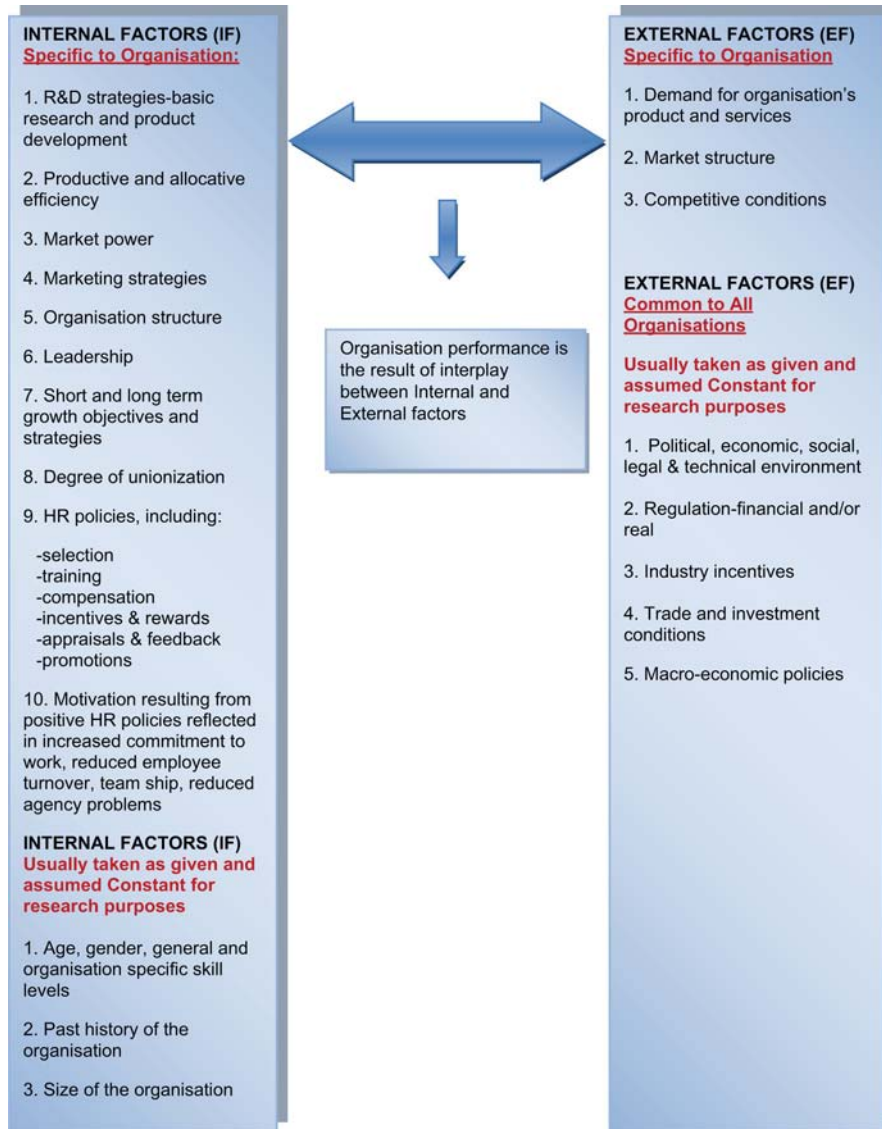 INTERNAL FACTORS (IF)
Specific to Organisation:
1. R&D strategies-basic
research and product
development
2. Productive and allocative
efficiency
3. Market power
4. Marketing strategies
5. Organisation structure
6. Leadership
7. Short and long term
growth objectives and
strategies
8. Degree of unionization
9. HR policies, including:
-selection
-training
-compensation
-incentives & rewards
-appraisals & feedback
-promotions
10. Motivation resulting from
positive HR policies reflected
in increased commitment to
work, reduced employee
turnover, team ship, reduced
agency problems
INTERNAL FACTORS (IF)
Usually taken as given and
assumed Constant for
research purposes
1. Age, gender, general and
organisation specific skill
levels
2. Past history of the
organisation
3. Size of the organisation
Organisation performance is
the result of interplay
between Internal and
External factors
EXTERNAL FACTORS (EF)
Specific to Organisation
1. Demand for organisation's
product and services
2. Market structure
3. Competitive conditions
EXTERNAL FACTORS (EF)
Common to All
Organisations
Usually taken as given and
assumed Constant for
research purposes
1. Political, economic, social,
legal & technical environment
2. Regulation-financial and/or
real
3. Industry incentives
4. Trade and investment
conditions
5. Macro-economic policies